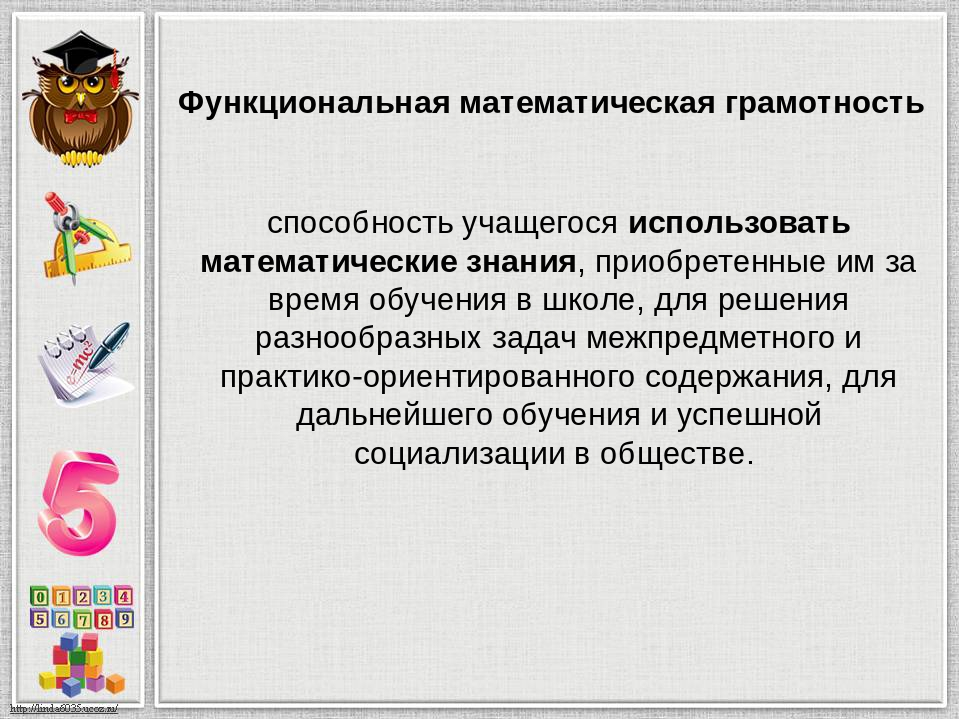 Функциональная математическая грамотность
способность учащегося использовать
математические знания, приобретенные им за
время обучения в школе, для решения
разнообразных задач межпредметного и
практико-ориентированного содержания, для
дальнейшего обучения и успешной
социализации в обществе.
e=mc²
5
0 1 2 3 4
5 6 7 8 9
http://linda6035.ucoz.ru/